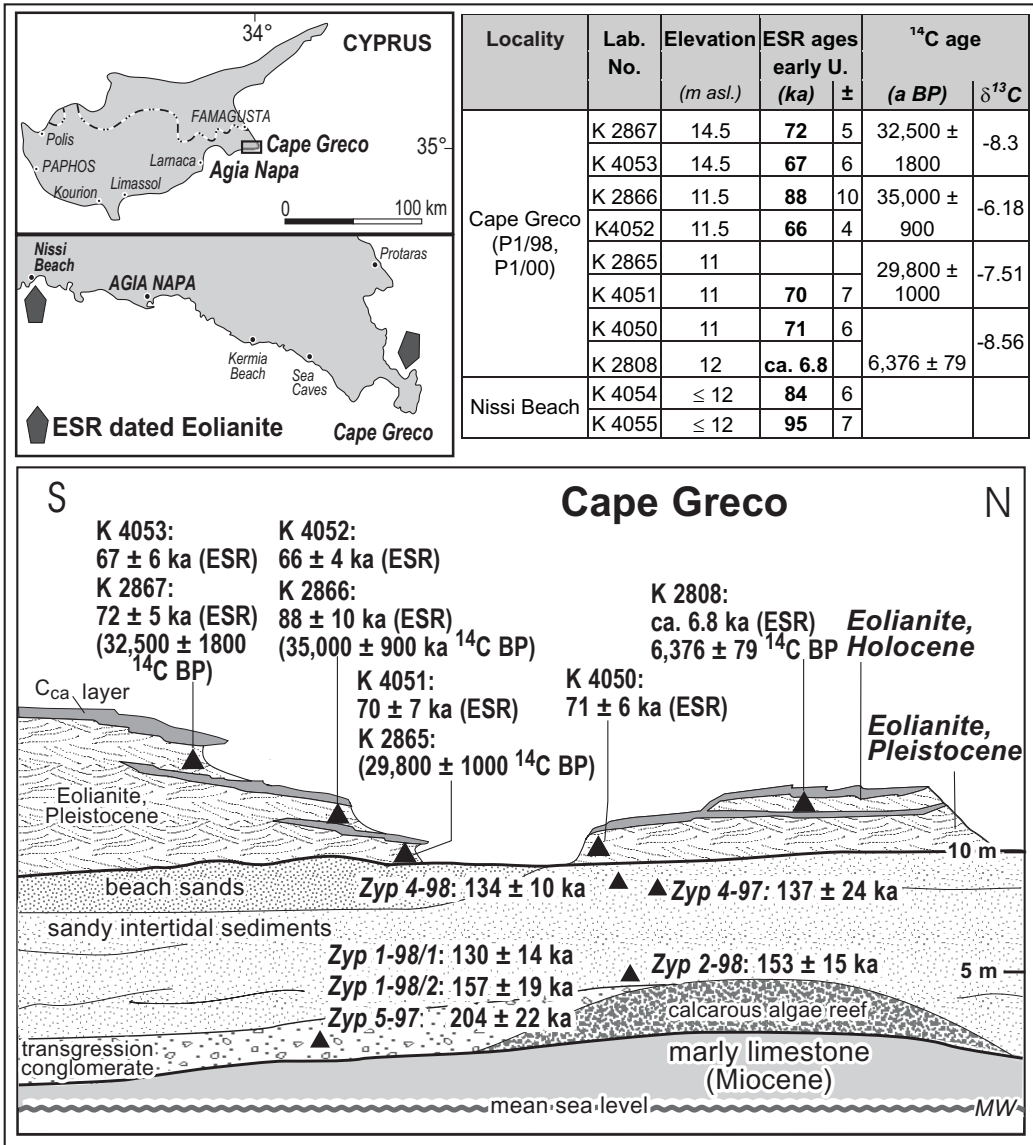 34°
CYPRUS
FAMAGUSTA
Polis
Cape Greco
35°
Larnaca
PAPHOS
Agia Napa
Limassol
Kourion
0 100 km
Nissi
Beach
Protaras
AGIA NAPA
Kermia
Beach
Sea
Caves
ESR dated Eolianite
Cape Greco
Locality Lab. Elevation ESR ages ¹⁴C age
No. early U.
(m asl.) (ka) ± (a BP) δ¹³C
K 2867 14.5 72 5 32,500 ± -8.3
K 4053 14.5 67 6 1800
K 2866 11.5 88 10 35,000 ± -6.18
Cape Greco K4052 11.5 66 4 900
(P1/98,
P1/00)
K 2865 11 29,800 ± -7.51
K 4051 11 70 7 1000
K 4050 11 71 6 -8.56
K 2808 12 ca. 6.8 6,376 ± 79
Nissi Beach K 4054 ≤ 12 84 6
K 4055 ≤ 12 95 7
S Cape Greco N
K 4053:
67 ± 6 ka (ESR)
K 2867:
72 ± 5 ka (ESR)
(32,500 ± 1800
¹⁴C BP)
K 4052:
66 ± 4 ka (ESR)
K 2866:
88 ± 10 ka (ESR)
(35,000 ± 900 ka ¹⁴C BP)
K 4051:
70 ± 7 ka (ESR)
K 2865:
(29,800 ± 1000 ¹⁴C BP)
K 4050:
71 ± 6 ka (ESR)
K 2808:
ca. 6.8 ka (ESR)
6,376 ± 79 ¹⁴C BP
Eolianite,
Holocene
Eolianite,
Pleistocene
Cca layer
Eolianite,
Pleistocene
10 m
beach sands
Zyp 4-98: 134 ± 10 ka
Zyp 4-97: 137 ± 24 ka
sandy intertidal sediments
Zyp 1-98/1: 130 ± 14 ka
Zyp 1-98/2: 157 ± 19 ka
Zyp 5-97: 204 ± 22 ka
Zyp 2-98: 153 ± 15 ka
5 m
calcarous algae reef
transgression
conglomerate
marly limestone
(Miocene)
mean sea level
MW